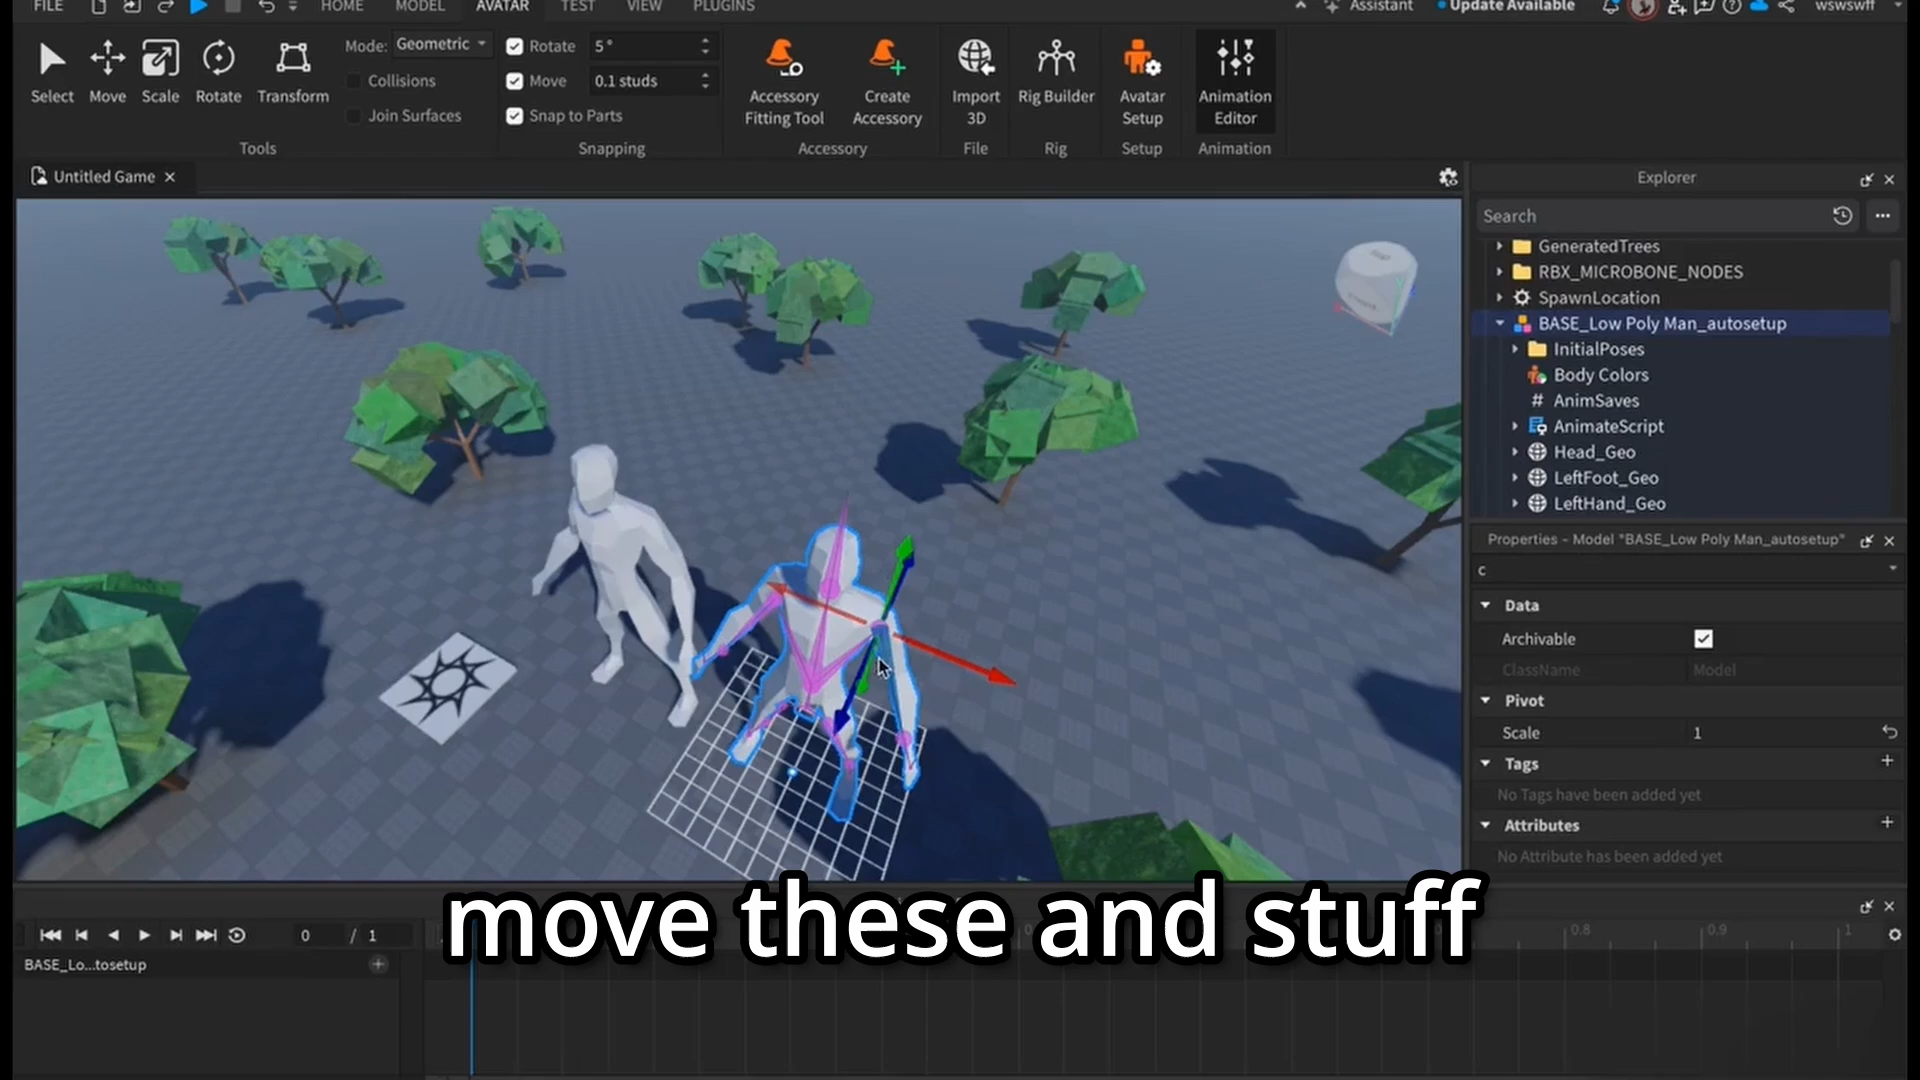 FILE HOME MODEL AVATAR TEST VIEW PLUGINS Assistant Update Available wswswff
Mode: Geometric Rotate 5°
Collisions Move 0.1 studs
Join Surfaces Snap to Parts
Select Move Scale Rotate Transform
Accessory Fitting Tool Create Accessory Import 3D Rig Builder Avatar Setup Animation Editor
Tools Snapping Accessory File Rig Setup Animation
Untitled Game
Explorer
Search
GeneratedTrees
RBX_MICROBONE_NODES
SpawnLocation
BASE_Low Poly Man_autosetup
InitialPoses
Body Colors
AnimSaves
AnimateScript
Head_Geo
LeftFoot_Geo
LeftHand_Geo
Properties - Model "BASE_Low Poly Man_autosetup"
c
Data
Archivable
ClassName Model
Pivot
Scale 1
Tags
No Tags have been added yet
Attributes
No Attribute has been added yet
move these and stuff
0 / 1
0.8 0.9 1
BASE_Lo...tosetup